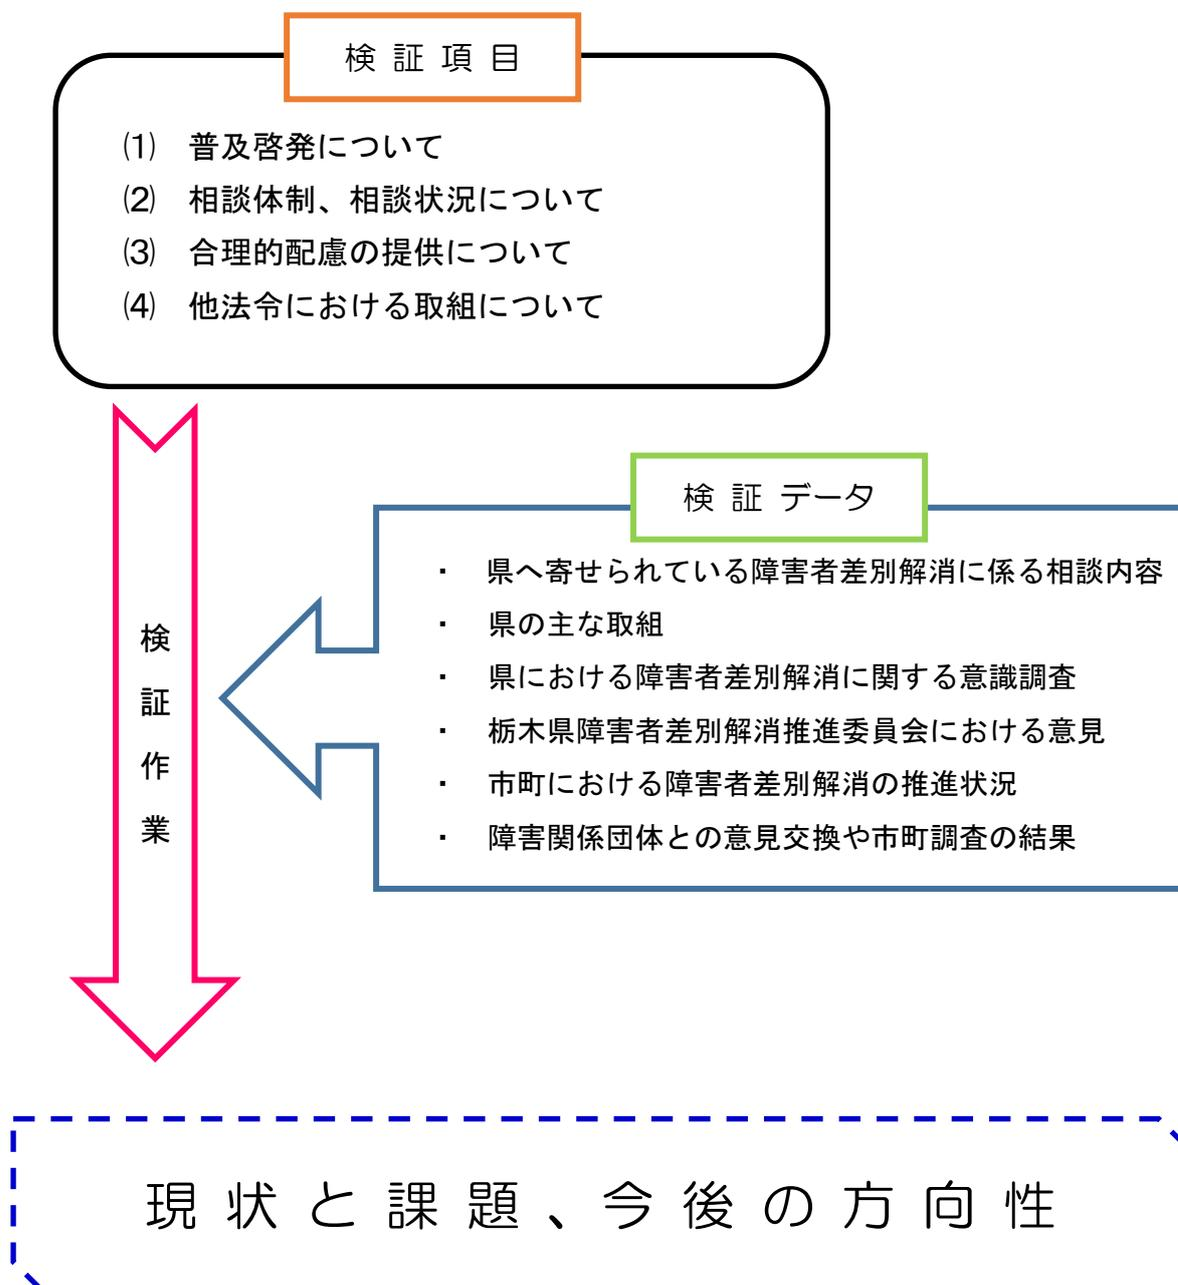 検 証 項 目
⑴　普及啓発について
⑵　相談体制、相談状況について
⑶　合理的配慮の提供について
⑷　他法令における取組について
検 証 データ
・　県へ寄せられている障害者差別解消に係る相談内容
・　県の主な取組
・　県における障害者差別解消に関する意識調査
・　栃木県障害者差別解消推進委員会における意見
・　市町における障害者差別解消の推進状況
・　障害関係団体との意見交換や市町調査の結果
検証作業
現 状 と 課 題 、今 後 の 方 向 性